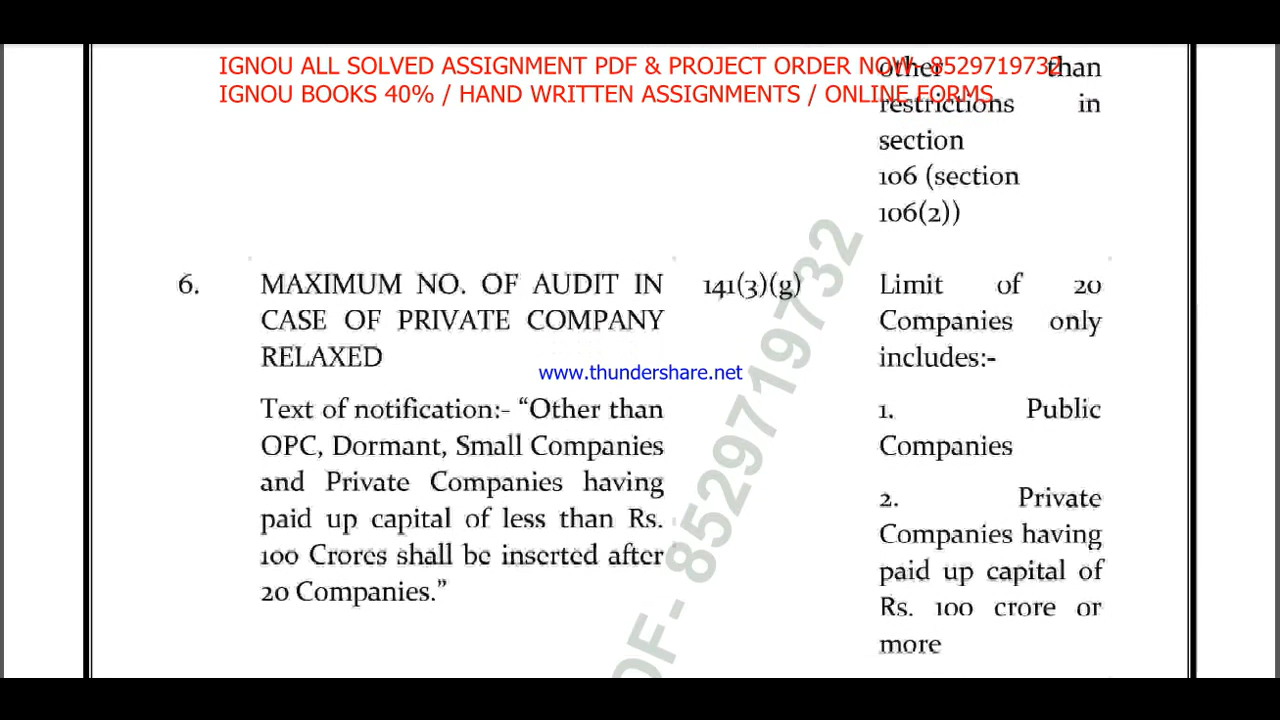 IGNOU ALL SOLVED ASSIGNMENT PDF & PROJECT ORDER NOW- 8529719732
IGNOU BOOKS 40% / HAND WRITTEN ASSIGNMENTS / ONLINE FORMS
other than
restrictions in
section
106 (section
106(2))
6. MAXIMUM NO. OF AUDIT IN 141(3)(g) Limit of 20
CASE OF PRIVATE COMPANY Companies only
RELAXED includes:-
www.thundershare.net
Text of notification:- “Other than 1. Public
OPC, Dormant, Small Companies Companies
and Private Companies having 2. Private
paid up capital of less than Rs. Companies having
100 Crores shall be inserted after paid up capital of
20 Companies.” Rs. 100 crore or
more
DF- 8529719732